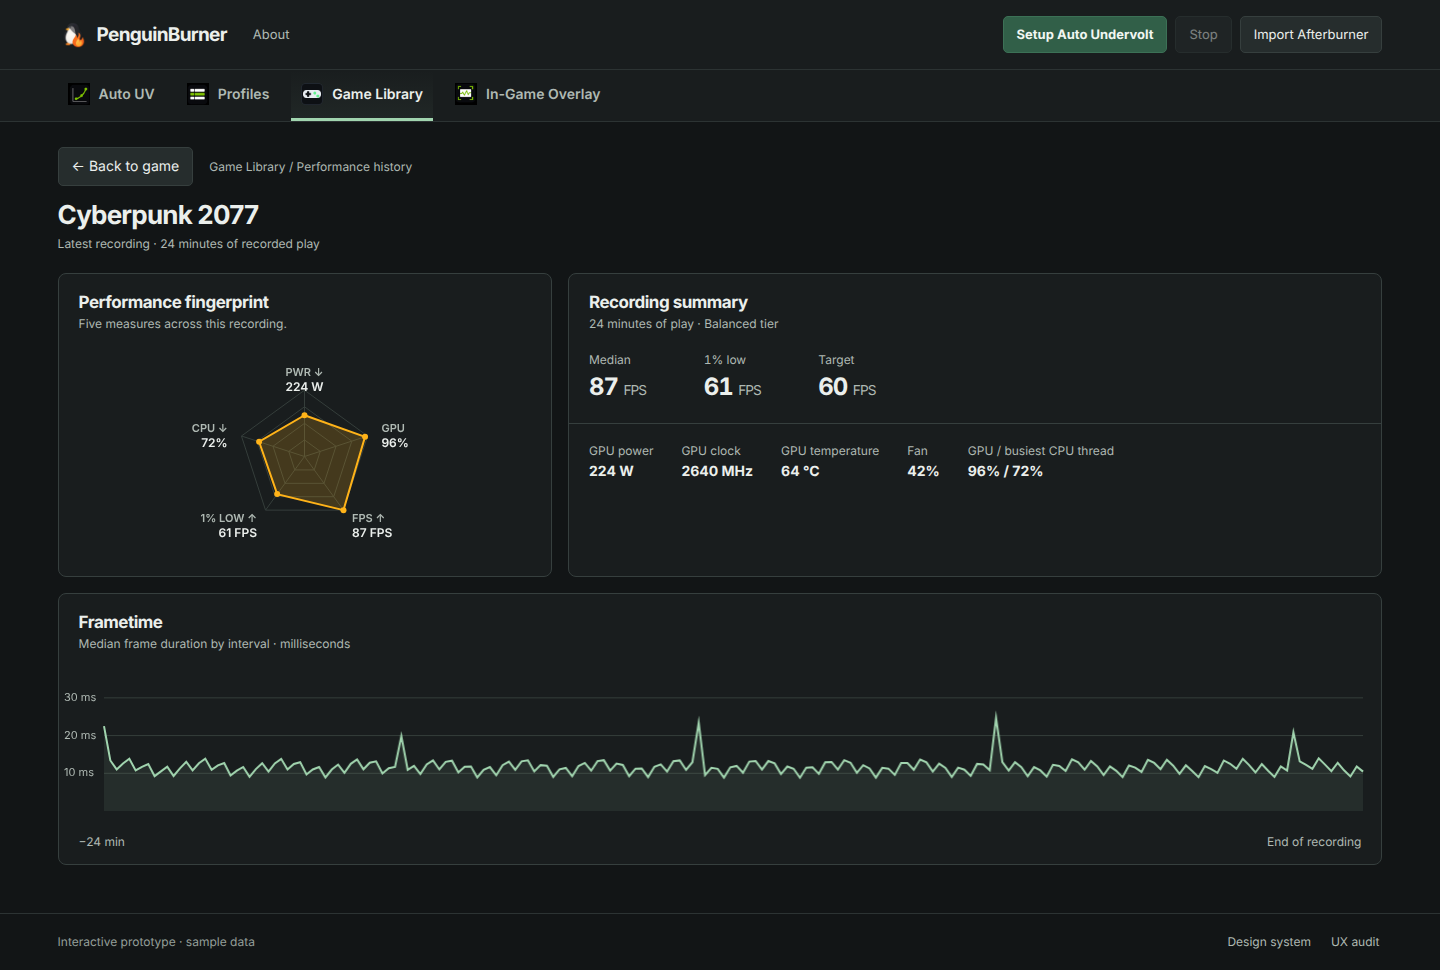 PenguinBurner
About
Setup Auto Undervolt
Stop
Import Afterburner
Auto UV
Profiles
Game Library
In-Game Overlay
← Back to game
Game Library / Performance history
Cyberpunk 2077
Latest recording · 24 minutes of recorded play
Performance fingerprint
Five measures across this recording.
PWR ↓
224 W
CPU ↓
72%
GPU
96%
1% LOW ↑
61 FPS
FPS ↑
87 FPS
Recording summary
24 minutes of play · Balanced tier
Median
87 FPS
1% low
61 FPS
Target
60 FPS
GPU power
224 W
GPU clock
2640 MHz
GPU temperature
64 °C
Fan
42%
GPU / busiest CPU thread
96% / 72%
Frametime
Median frame duration by interval · milliseconds
30 ms
20 ms
10 ms
−24 min
End of recording
Interactive prototype · sample data
Design system
UX audit